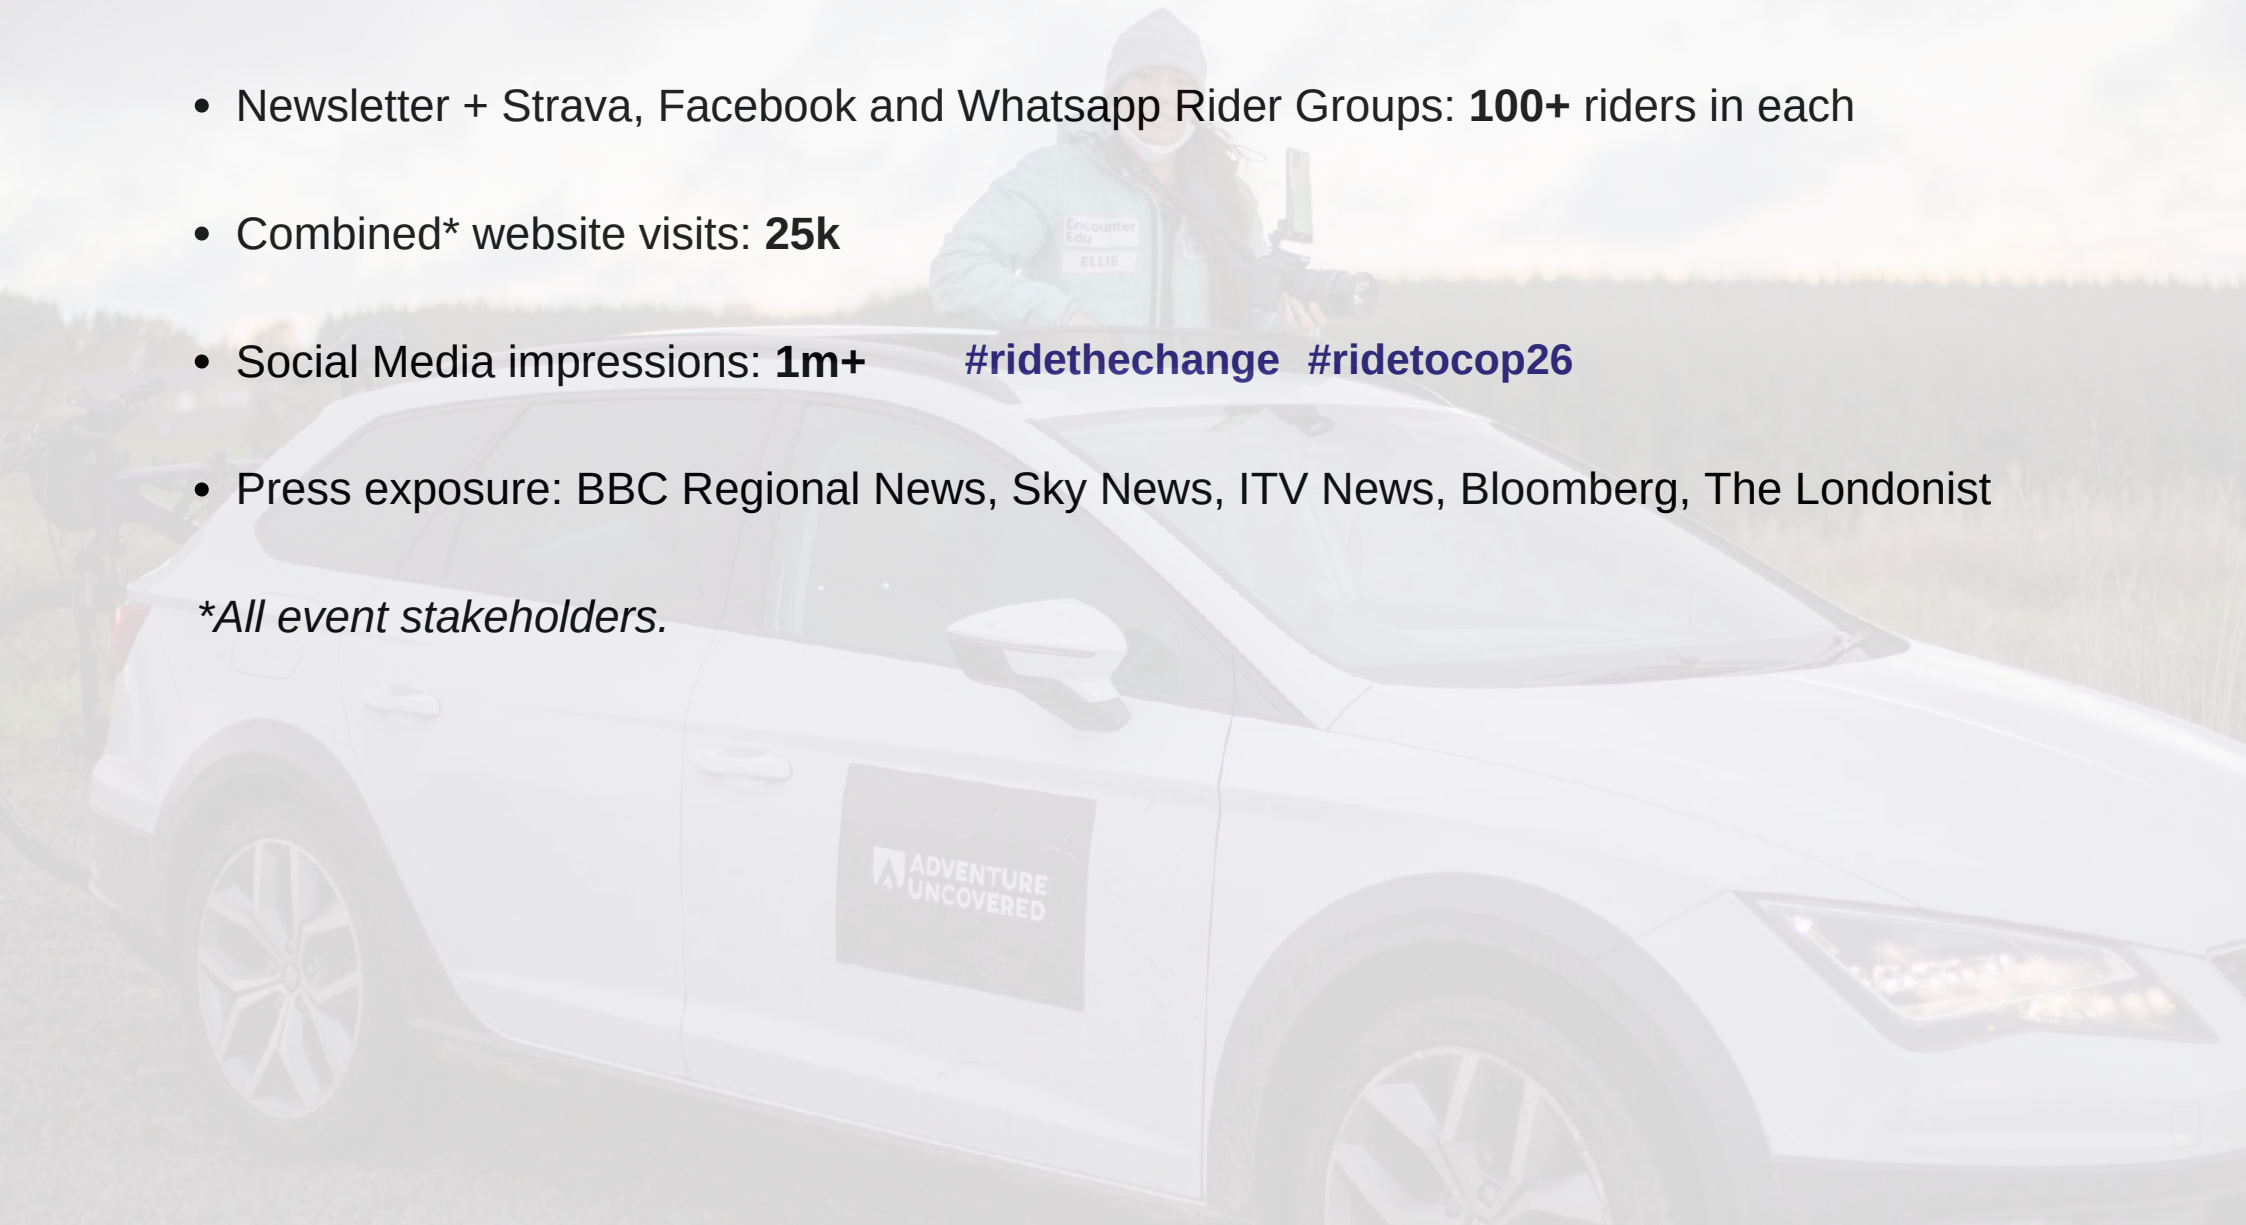 • Newsletter + Strava, Facebook and Whatsapp Rider Groups: 100+ riders in each
• Combined* website visits: 25k
• Social Media impressions: 1m+ #ridethechange #ridetocop26
• Press exposure: BBC Regional News, Sky News, ITV News, Bloomberg, The Londonist
*All event stakeholders.
Encounter
Edu
ELLIE
ADVENTURE
UNCOVERED